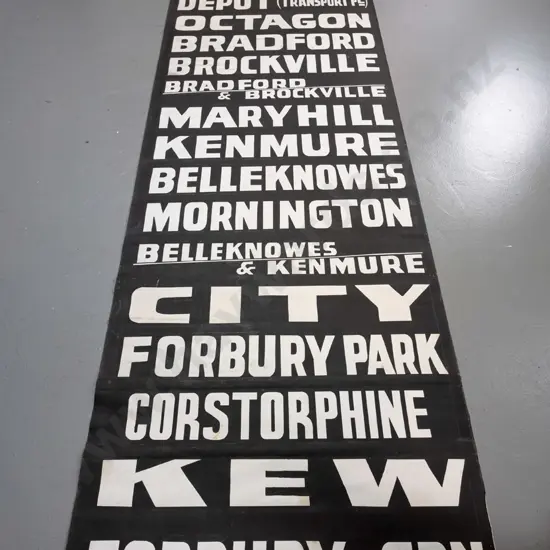 DEPOT (TRANSPORT PL)
OCTAGON
BRADFORD
BROCKVILLE
BRADFORD
& BROCKVILLE
MARYHILL
KENMURE
BELLEKNOWES
MORNINGTON
BELLEKNOWES
& KENMURE
CITY
FORBURY PARK
CORSTORPHINE
KEW
FORBURY